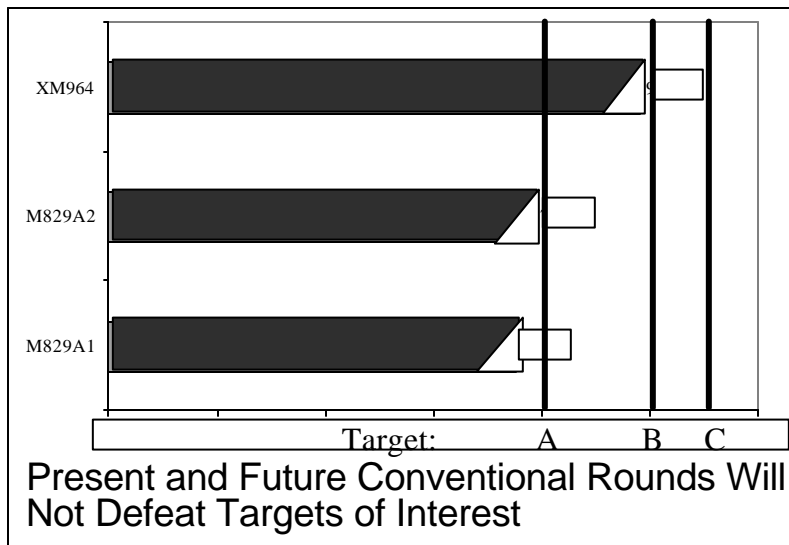 XM964
M829A2
M829A1
Target: A B C
Present and Future Conventional Rounds Will
Not Defeat Targets of Interest